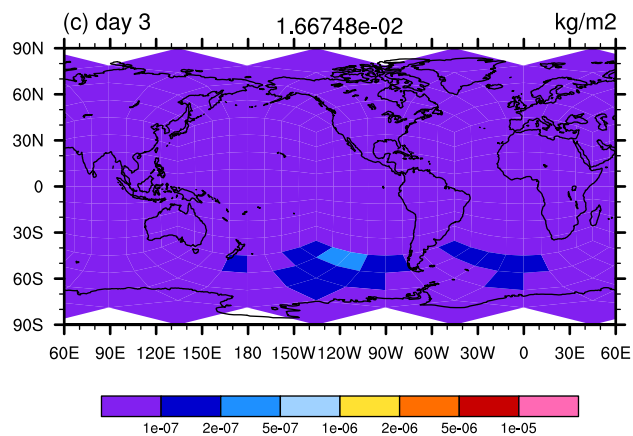 (c) day 3 1.66748e-02 kg/m2
90N
60N
30N
0
30S
60S
90S
60E 90E 120E 150E 180 150W 120W 90W 60W 30W 0 30E 60E
1e-07 2e-07 5e-07 1e-06 2e-06 5e-06 1e-05